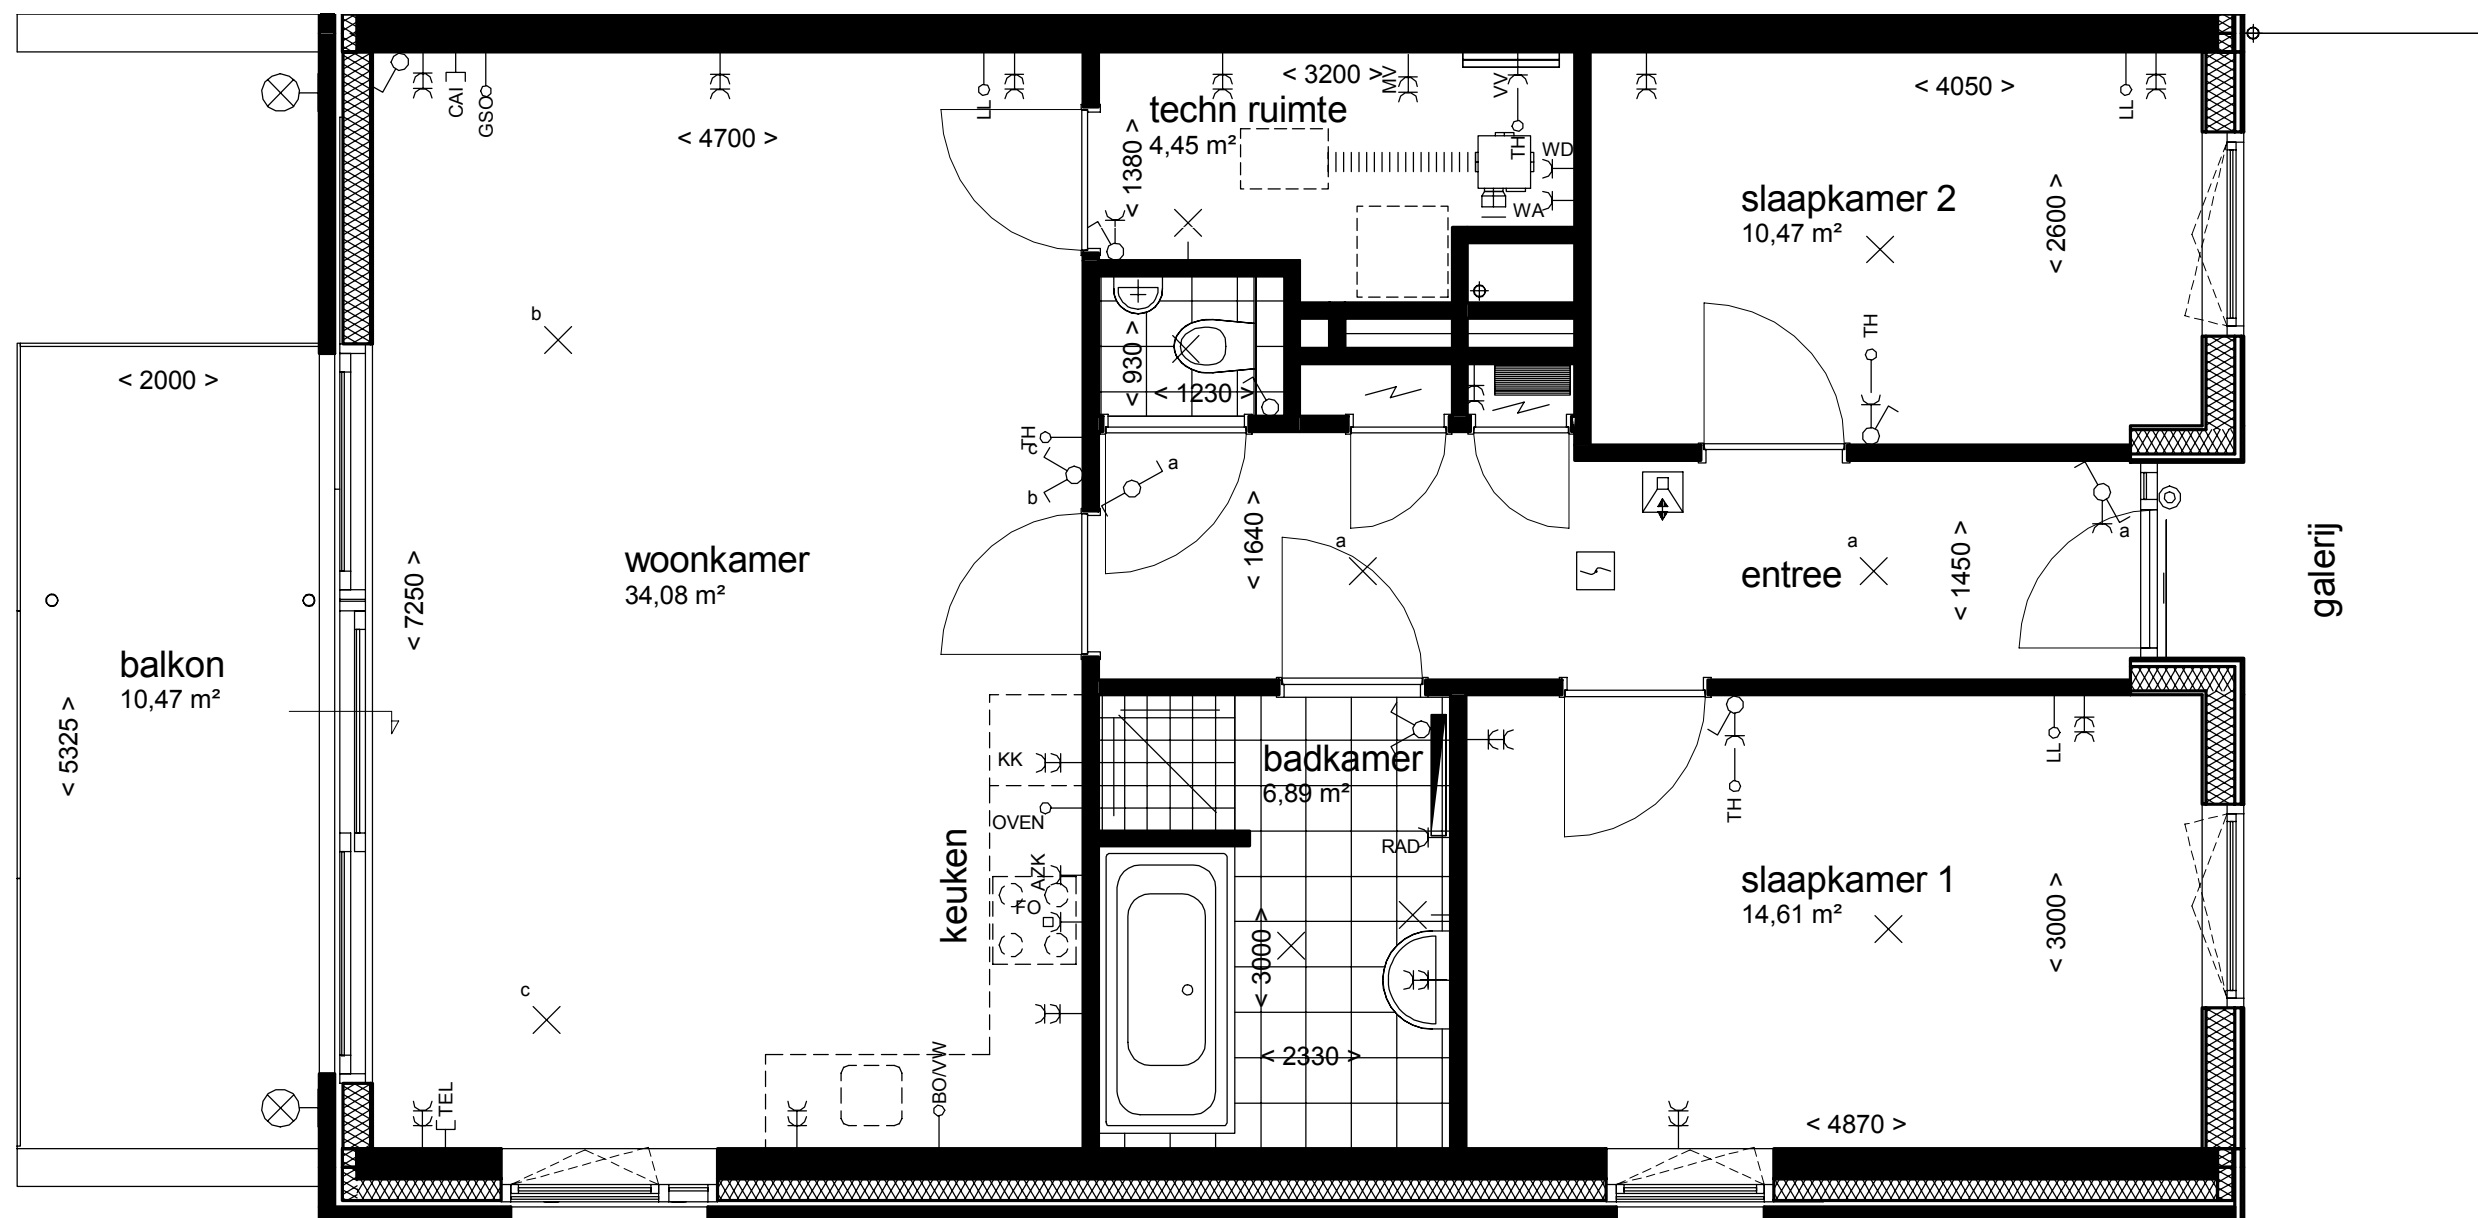 CAI
GSO
LL
< 4700 >
< 3200 >
MV
VV
techn ruimte
4,45 m²
< 1380 >
TH
WD
WA
< 4050 >
LL
slaapkamer 2
10,47 m²
< 2600 >
TH
b
< 2000 >
< 930 >
< 1230 >
TH
c
b
a
< 7250 >
woonkamer
34,08 m²
< 1640 >
a
entree
a
< 1450 >
a
galerij
balkon
10,47 m²
< 5325 >
KK
OVEN
keuken
AZK
FO
badkamer
6,89 m²
RAD
< 3000 >
< 2330 >
TH
LL
slaapkamer 1
14,61 m²
< 3000 >
c
TEL
BO/VW
< 4870 >